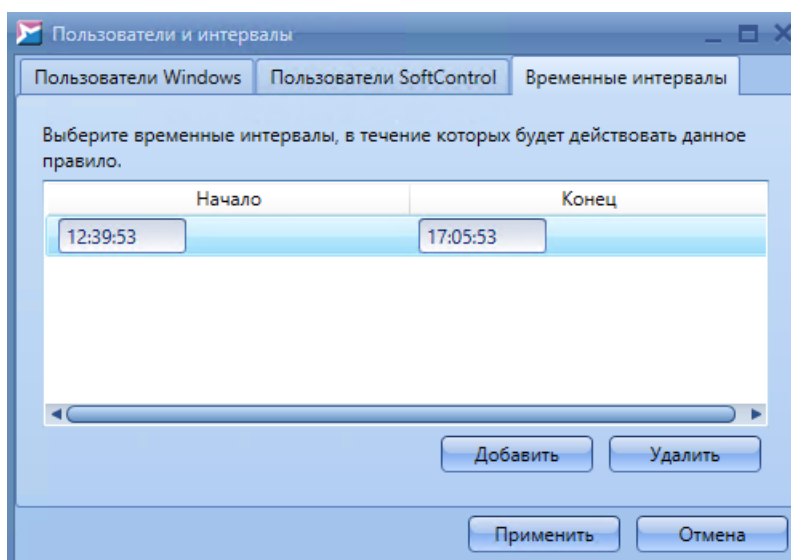 Пользователи и интервалы
Пользователи Windows Пользователи SoftControl Временные интервалы
Выберите временные интервалы, в течение которых будет действовать данное
правило.
Начало Конец
12:39:53 17:05:53
Добавить Удалить
Применить Отмена